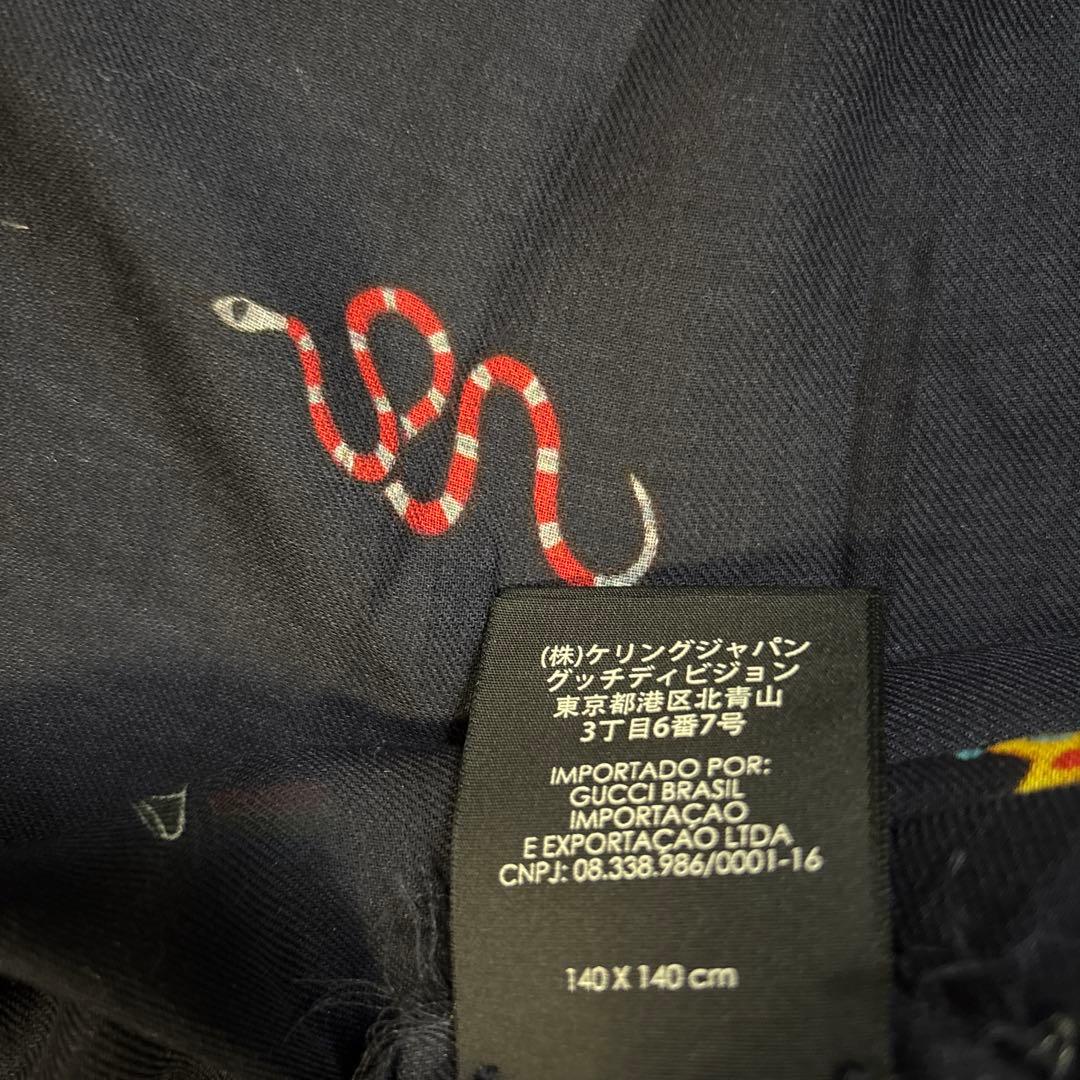 (株)ケリングジャパン
グッチディビジョン
東京都港区北青山
3丁目6番7号
IMPORTADO POR:
GUCCI BRASIL
IMPORTAÇAO
E EXPORTAÇAO LTDA
CNPJ: 08.338.986/0001-16
140 X 140 cm